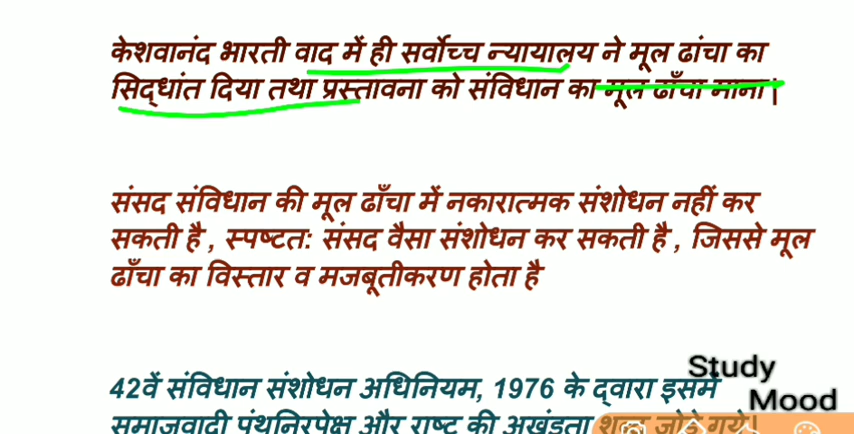 केशवानंद भारती वाद में ही सर्वोच्च न्यायालय ने मूल ढांचा का
सिद्धांत दिया तथा प्रस्तावना को संविधान का मूल ढाँचा माना |
संसद संविधान की मूल ढाँचा में नकारात्मक संशोधन नहीं कर
सकती है , स्पष्टत: संसद वैसा संशोधन कर सकती है , जिससे मूल
ढाँचा का विस्तार व मजबूतीकरण होता है
42वें संविधान संशोधन अधिनियम, 1976 के द्वारा इसमें
समाजवादी पंथनिरपेक्ष और राष्ट की अखंडता शब्द जोड़े गये |
Study
Mood